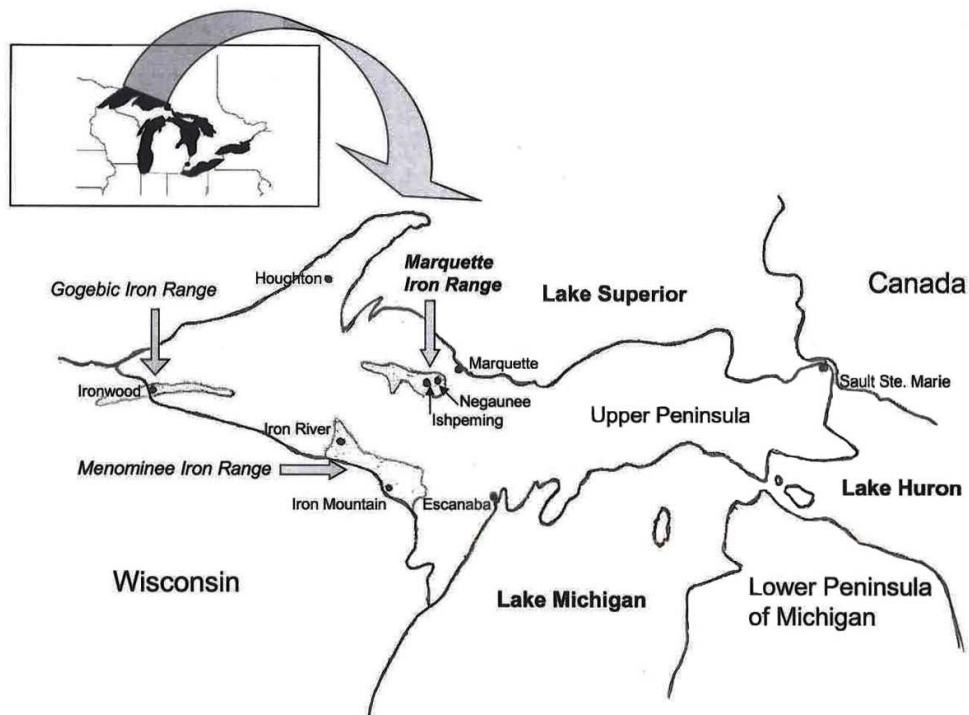 Houghton
Marquette
Iron Range
Gogebic Iron Range
Lake Superior
Canada
Marquette
Ironwood
Sault Ste. Marie
Negaunee
Ishpeming
Upper Peninsula
Iron River
Menominee Iron Range
Iron Mountain
Escanaba
Lake Huron
Wisconsin
Lake Michigan
Lower Peninsula
of Michigan